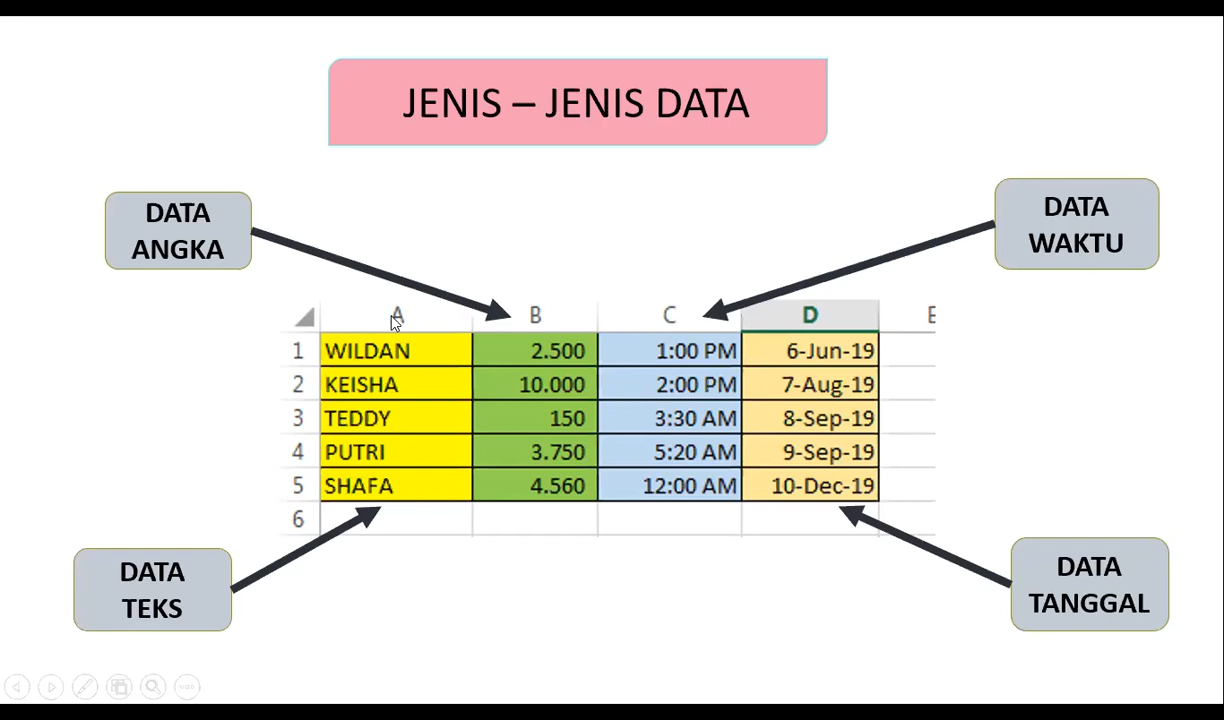 JENIS – JENIS DATA
DATA
ANGKA
DATA
WAKTU
A B C D E
1 WILDAN 2.500 1:00 PM 6-Jun-19
2 KEISHA 10.000 2:00 PM 7-Aug-19
3 TEDDY 150 3:30 AM 8-Sep-19
4 PUTRI 3.750 5:20 AM 9-Sep-19
5 SHAFA 4.560 12:00 AM 10-Dec-19
6
DATA
TEKS
DATA
TANGGAL